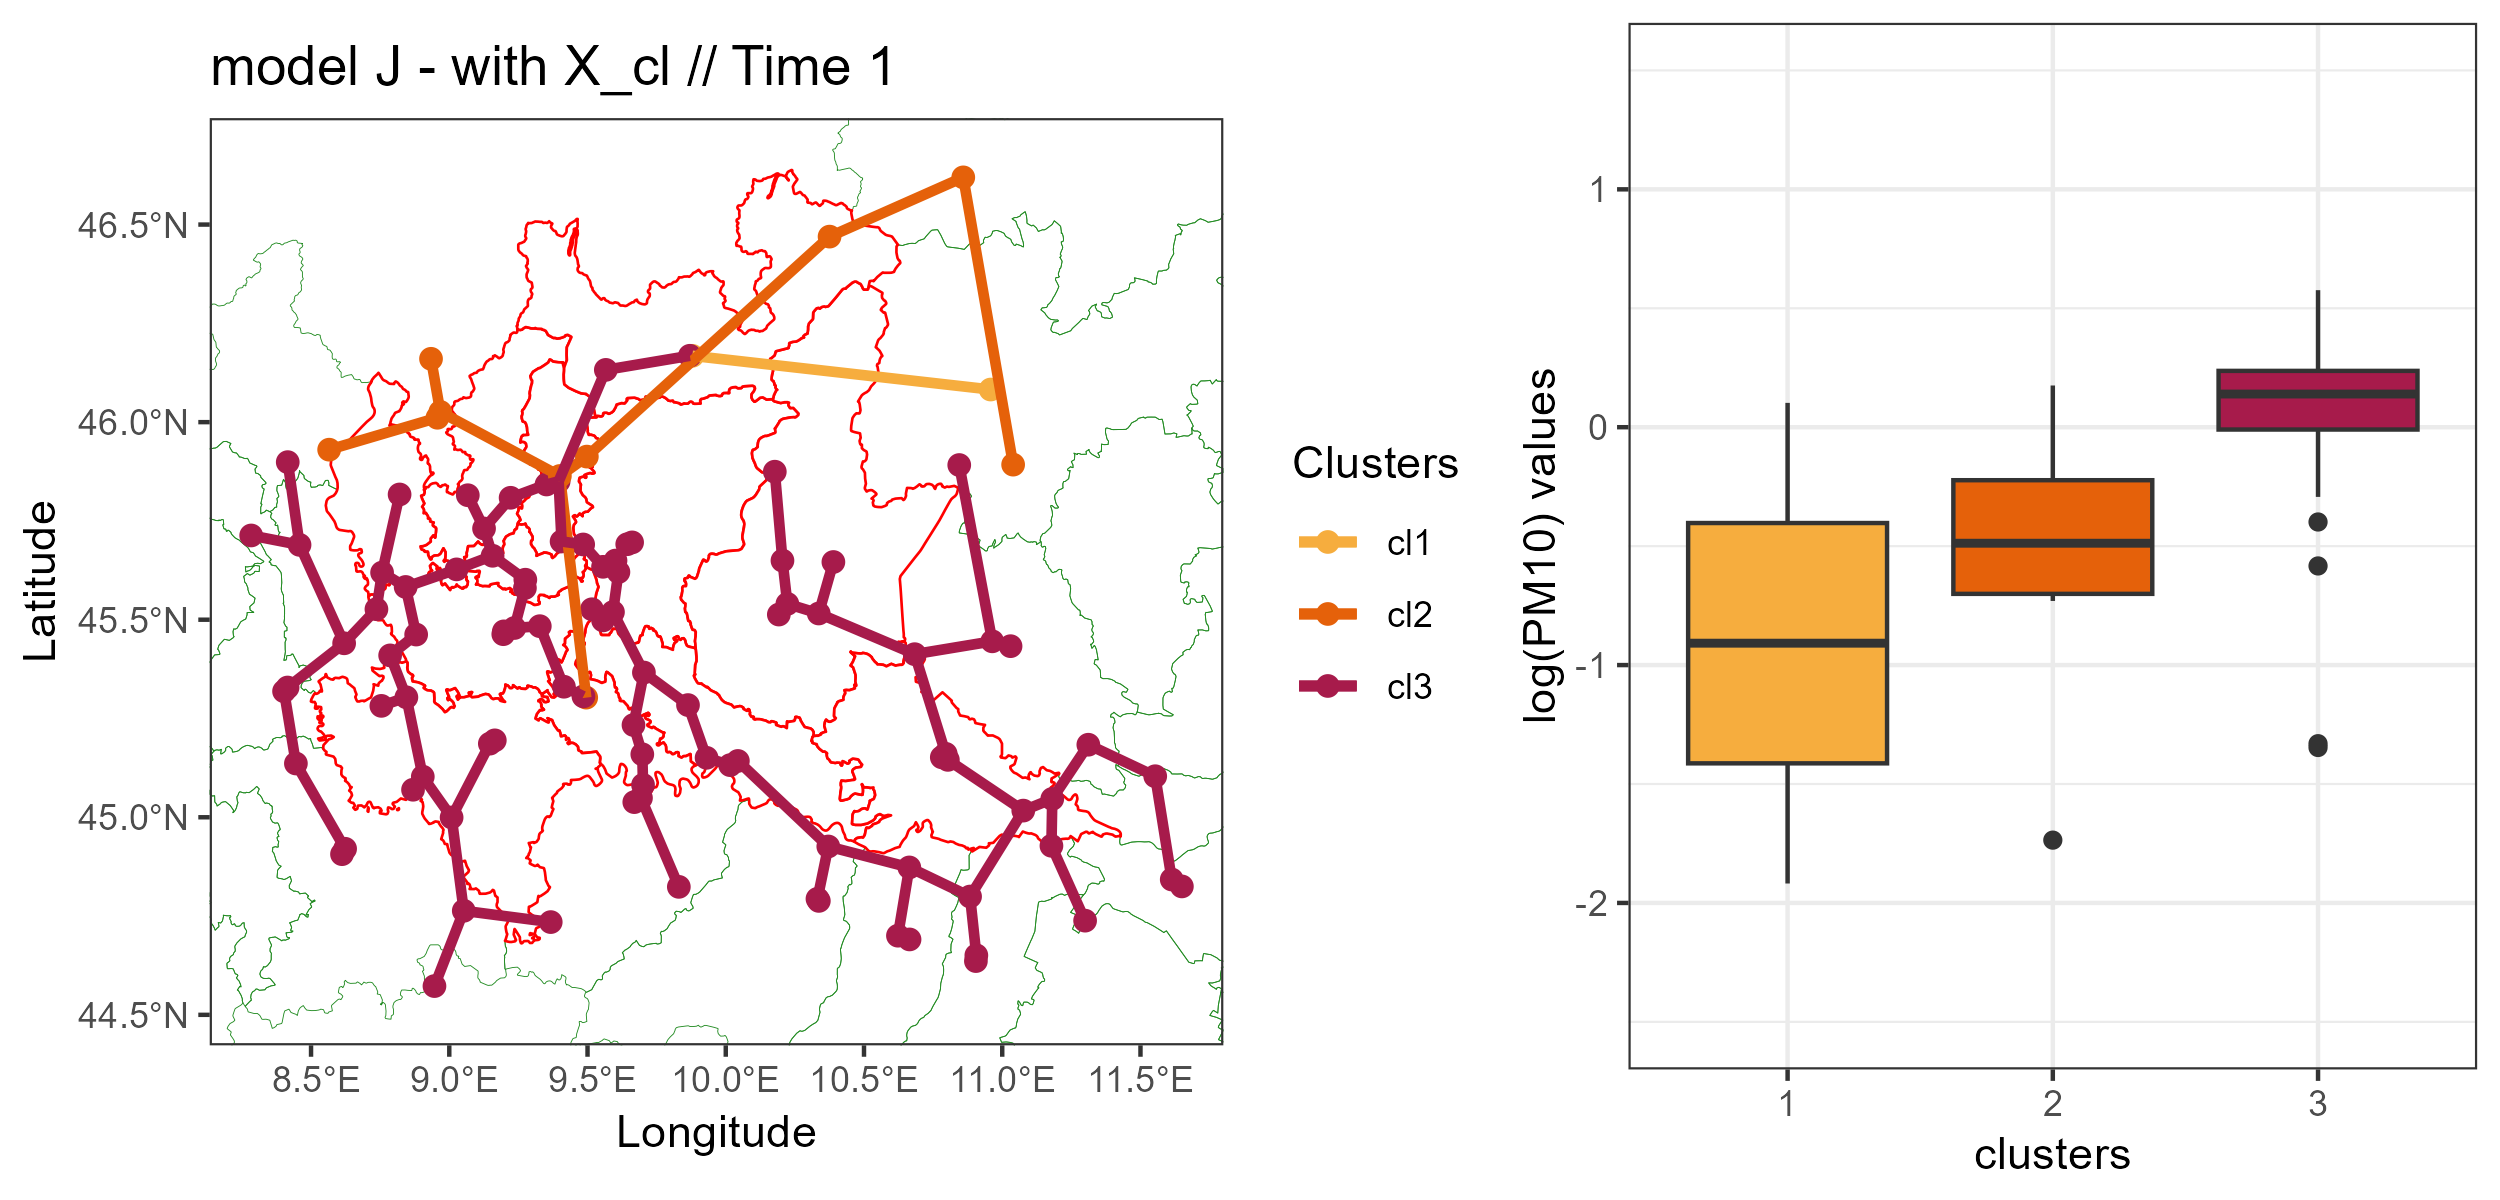 model J - with X_cl // Time 1
Latitude
46.5°N
46.0°N
45.5°N
45.0°N
44.5°N
8.5°E 9.0°E 9.5°E 10.0°E 10.5°E 11.0°E 11.5°E
Longitude
Clusters
cl1
cl2
cl3
log(PM10) values
1
0
-1
-2
1 2 3
clusters